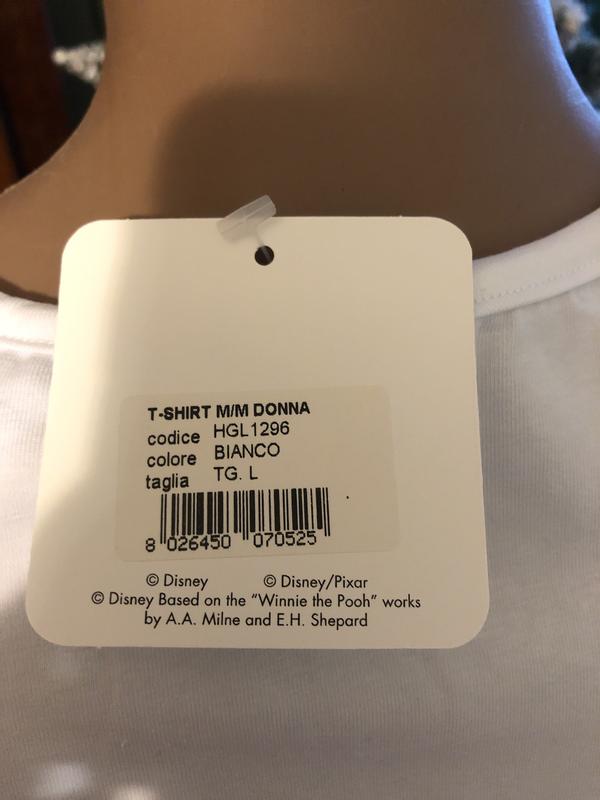 T-SHIRT M/M DONNA
codice HGL1296
colore BIANCO
taglia TG. L
8 026450 070525
© Disney © Disney/Pixar
© Disney Based on the “Winnie the Pooh” works
by A.A. Milne and E.H. Shepard